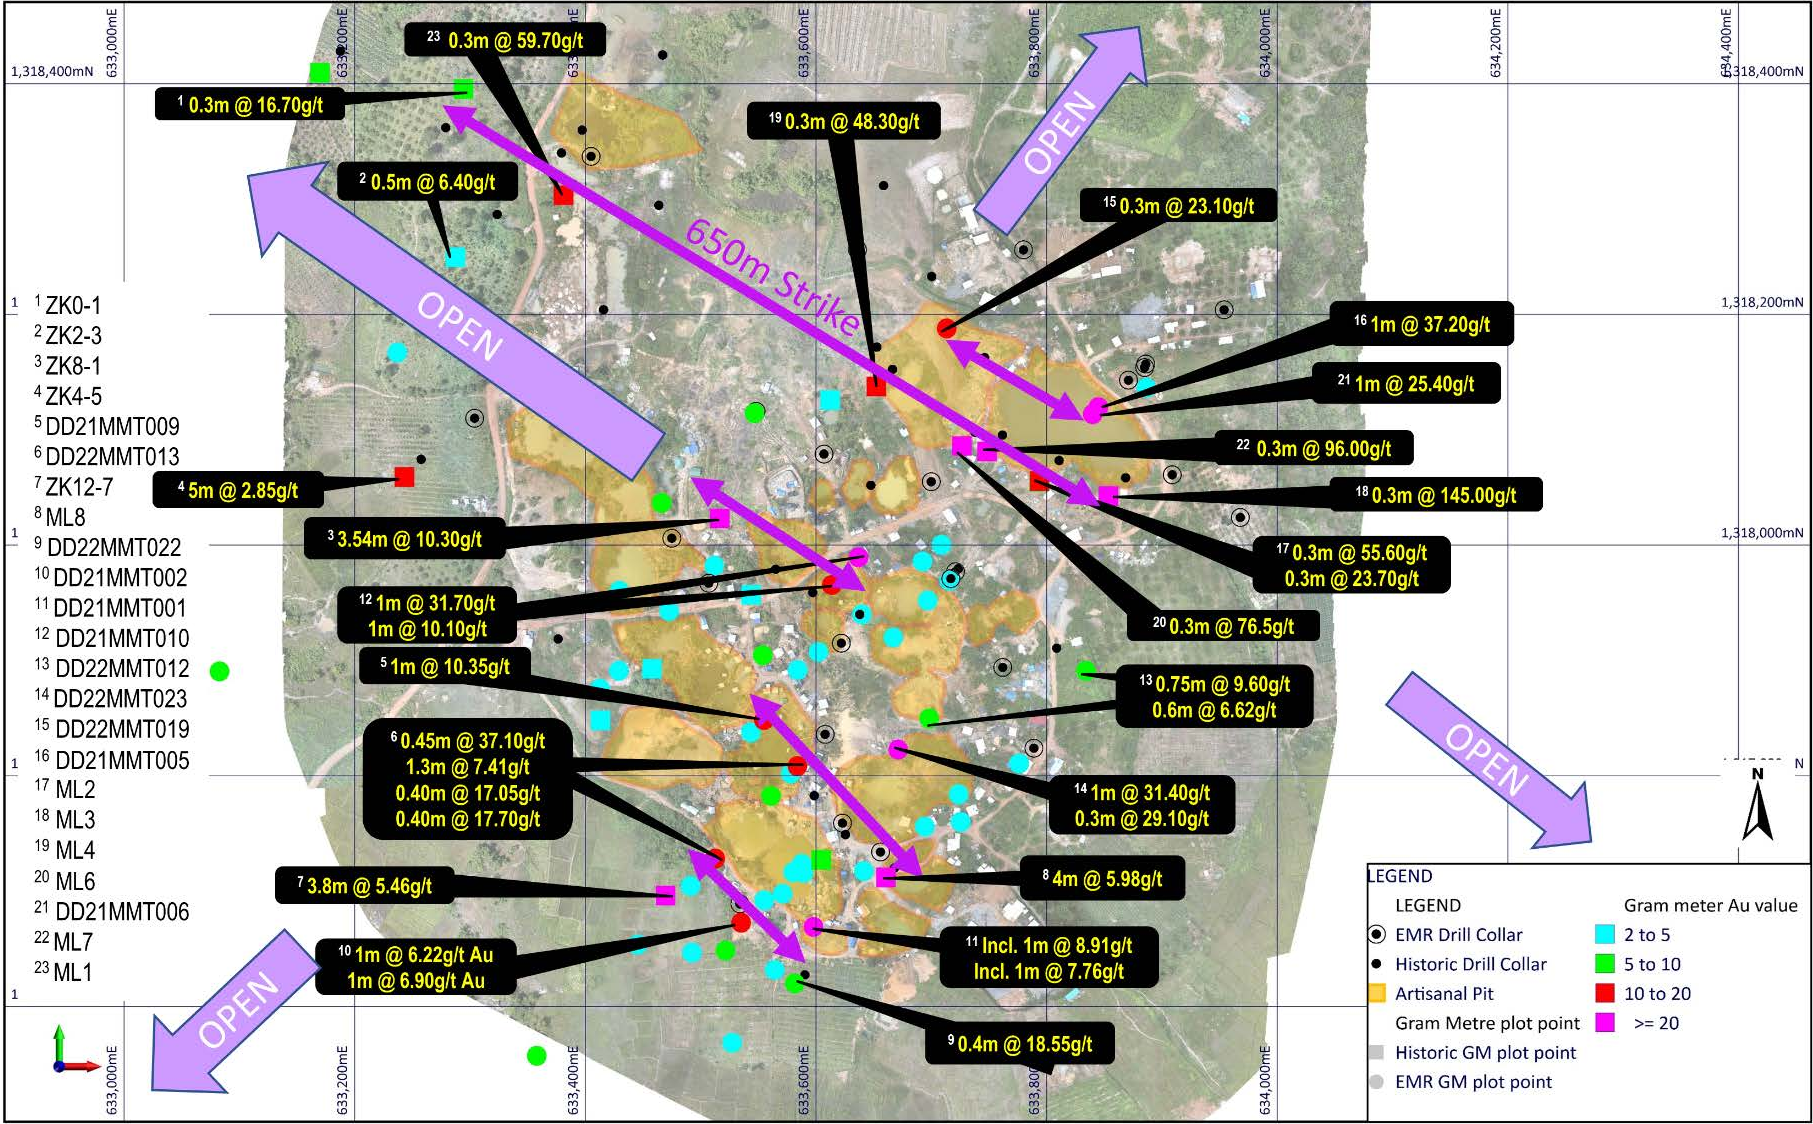 633,000mE
633,200mE
633,400mE
633,600mE
633,800mE
634,000mE
634,200mE
634,400mE
1,318,400mN
1,318,400mN
23 0.3m @ 59.70g/t
1 0.3m @ 16.70g/t
19 0.3m @ 48.30g/t
OPEN
2 0.5m @ 6.40g/t
15 0.3m @ 23.10g/t
650m Strike
OPEN
1
1,318,200mN
16 1m @ 37.20g/t
21 1m @ 25.40g/t
22 0.3m @ 96.00g/t
18 0.3m @ 145.00g/t
4 5m @ 2.85g/t
3 3.54m @ 10.30g/t
1
1,318,000mN
17 0.3m @ 55.60g/t
0.3m @ 23.70g/t
12 1m @ 31.70g/t
1m @ 10.10g/t
20 0.3m @ 76.5g/t
5 1m @ 10.35g/t
13 0.75m @ 9.60g/t
0.6m @ 6.62g/t
6 0.45m @ 37.10g/t
1.3m @ 7.41g/t
0.40m @ 17.05g/t
0.40m @ 17.70g/t
OPEN
1
N
14 1m @ 31.40g/t
0.3m @ 29.10g/t
N
7 3.8m @ 5.46g/t
8 4m @ 5.98g/t
10 1m @ 6.22g/t Au
1m @ 6.90g/t Au
11 Incl. 1m @ 8.91g/t
Incl. 1m @ 7.76g/t
OPEN
1
9 0.4m @ 18.55g/t
1 ZK0-1
2 ZK2-3
3 ZK8-1
4 ZK4-5
5 DD21MMT009
6 DD22MMT013
7 ZK12-7
8 ML8
9 DD22MMT022
10 DD21MMT002
11 DD21MMT001
12 DD21MMT010
13 DD22MMT012
14 DD22MMT023
15 DD22MMT019
16 DD21MMT005
17 ML2
18 ML3
19 ML4
20 ML6
21 DD21MMT006
22 ML7
23 ML1
633,000mE
633,200mE
633,400mE
633,600mE
633,800
634,000mE
LEGEND
LEGEND
EMR Drill Collar
Historic Drill Collar
Artisanal Pit
Gram Metre plot point
Historic GM plot point
EMR GM plot point
Gram meter Au value
2 to 5
5 to 10
10 to 20
>= 20